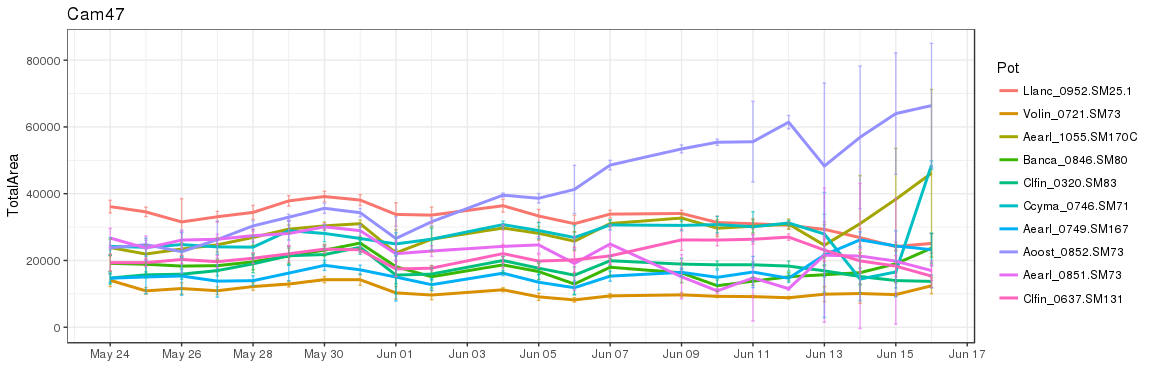 Cam47
TotalArea
80000
60000
40000
20000
0
May 24
May 26
May 28
May 30
Jun 01
Jun 03
Jun 05
Jun 07
Jun 09
Jun 11
Jun 13
Jun 15
Jun 17
Pot
Llanc_0952.SM25.1
Volin_0721.SM73
Aearl_1055.SM170C
Banca_0846.SM80
Clfin_0320.SM83
Ccyma_0746.SM71
Aearl_0749.SM167
Aoost_0852.SM73
Aearl_0851.SM73
Clfin_0637.SM131